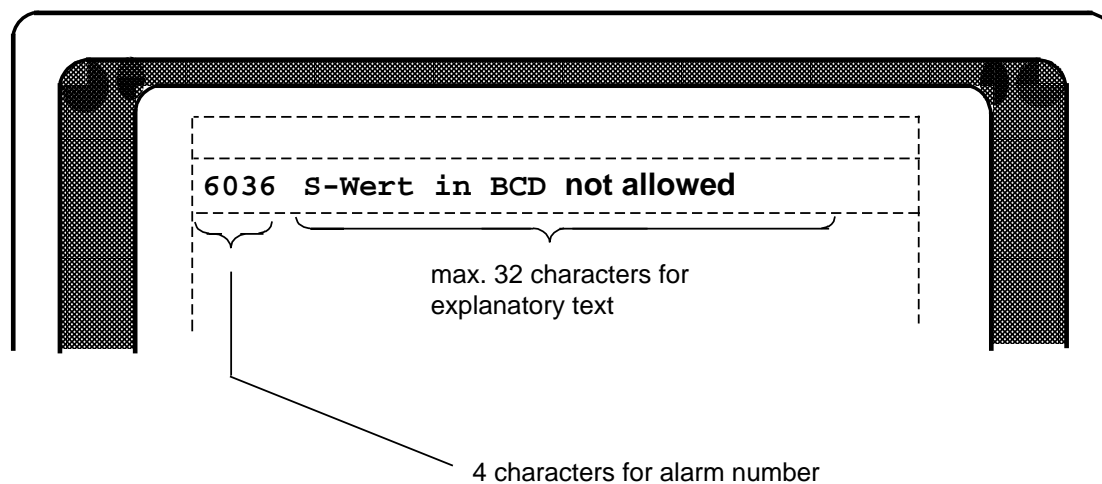 6036 S-Wert in BCD not allowed
max. 32 characters for
explanatory text
4 characters for alarm number